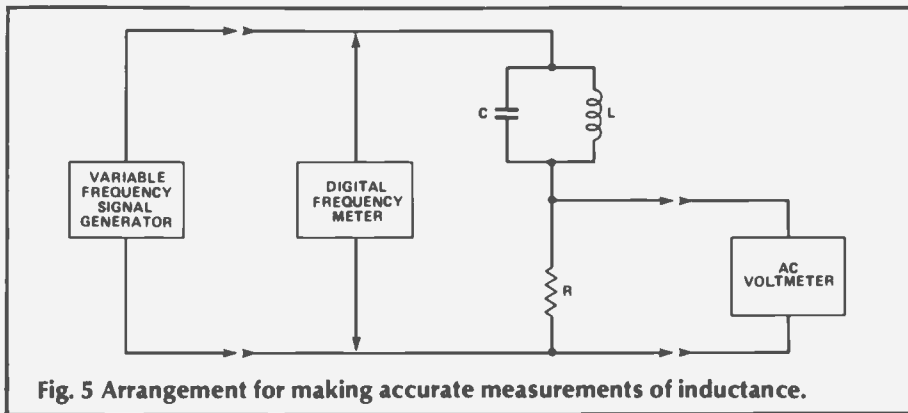 VARIABLE
FREQUENCY
SIGNAL
GENERATOR
DIGITAL
FREQUENCY
METER
C
L
R
AC
VOLTMETER
Fig. 5 Arrangement for making accurate measurements of inductance.